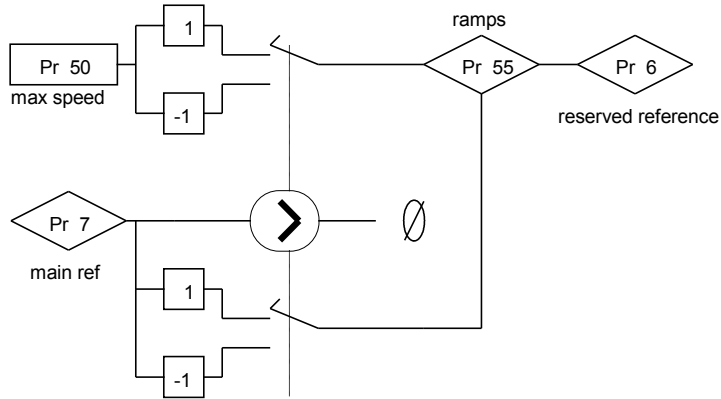 ramps
1
Pr 50
Pr 55
Pr 6
max speed
-1
reserved reference
Pr 7
>
0
main ref
1
-1